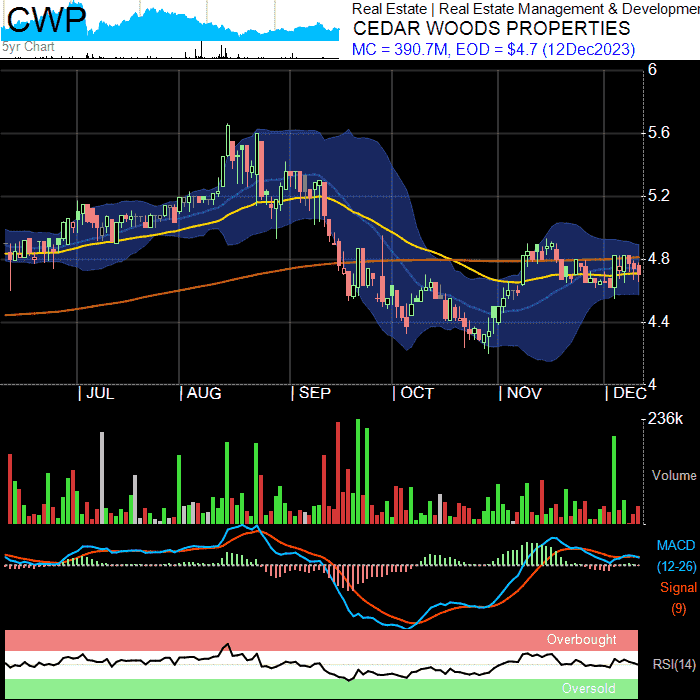 CWP
5yr Chart
Real Estate | Real Estate Management & Developmen
CEDAR WOODS PROPERTIES
MC = 390.7M, EOD = $4.7 (12Dec2023)
6
5.6
5.2
4.8
4.4
4
JUL
AUG
SEP
OCT
NOV
DEC
236k
Volume
MACD
(12-26)
Signal
(9)
Overbought
RSI(14)
Oversold